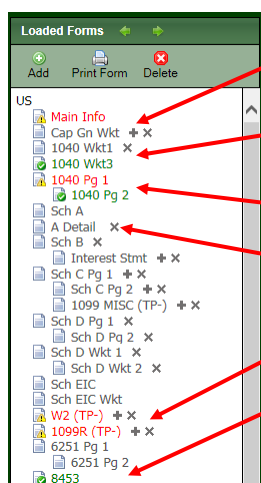 Loaded Forms
Add Print Form Delete
US
Main Info
Cap Gn Wkt
1040 Wkt1
1040 Wkt3
1040 Pg 1
1040 Pg 2
Sch A
A Detail
Sch B
Interest Stmt
Sch C Pg 1
Sch C Pg 2
1099 MISC (TP-)
Sch D Pg 1
Sch D Pg 2
Sch D Wkt 1
Sch D Wkt 2
Sch EIC
Sch EIC Wkt
W2 (TP-)
1099R (TP-)
6251 Pg 1
6251 Pg 2
8453